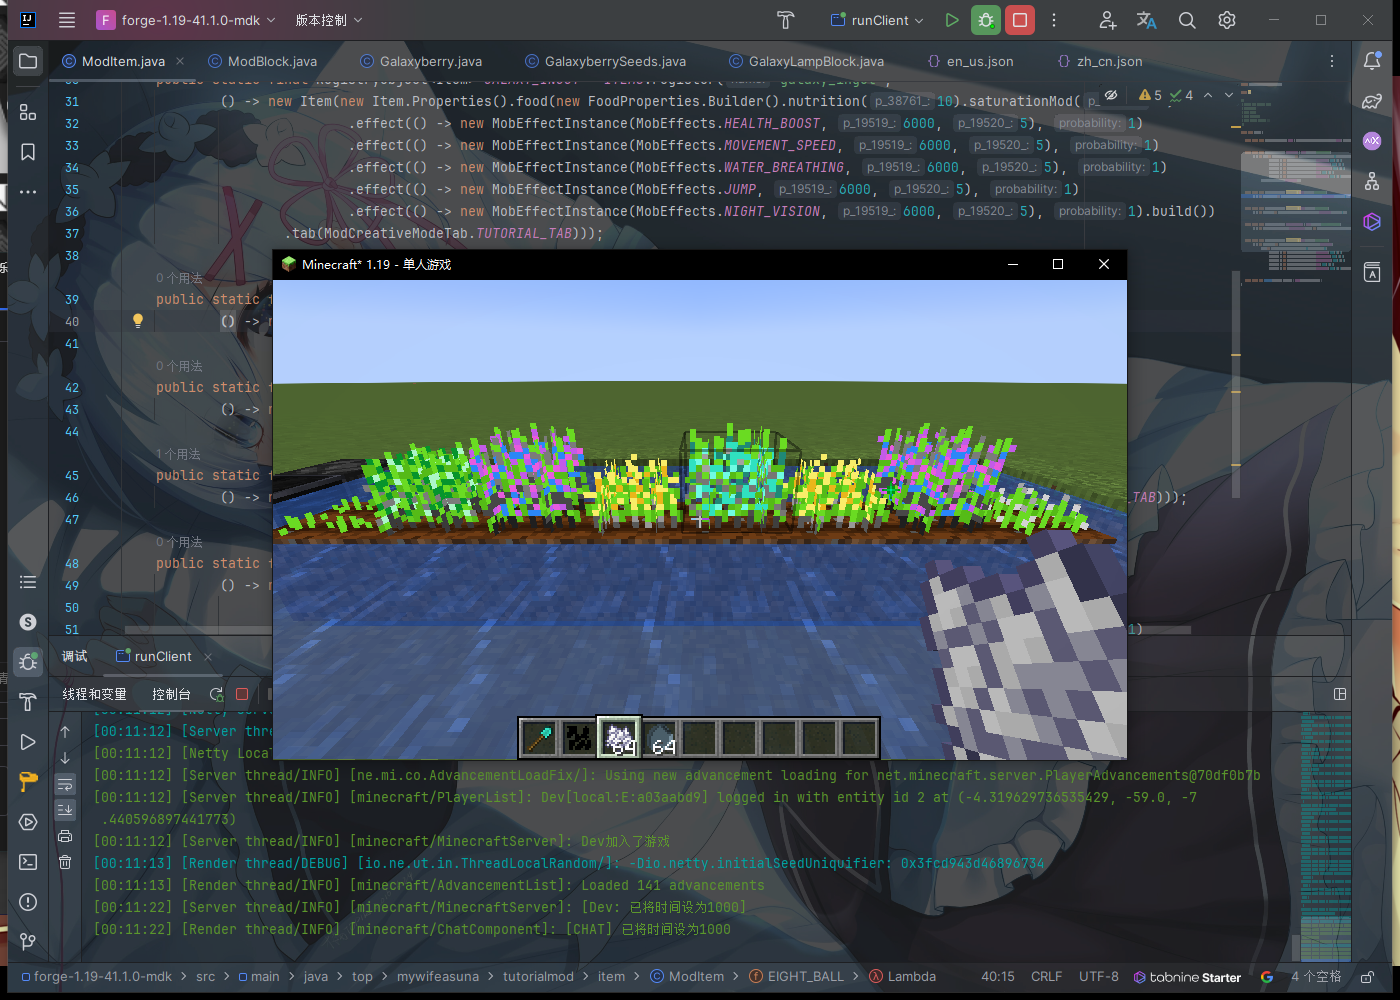 forge-1.19-41.1.0-mdk 版本控制 runClient
ModItem.java ModBlock.java Galaxyberry.java GalaxyberrySeeds.java GalaxyLampBlock.java en_us.json zh_cn.json
31 () -> new Item(new Item.Properties().food(new FoodProperties.Builder().nutrition( p_38761_: 10).saturationMod( p_ 5 4
32 .effect(() -> new MobEffectInstance(MobEffects.HEALTH_BOOST, p_19519_: 6000, p_19520_: 5), probability: 1)
33 .effect(() -> new MobEffectInstance(MobEffects.MOVEMENT_SPEED, p_19519_: 6000, p_19520_: 5), probability: 1)
34 .effect(() -> new MobEffectInstance(MobEffects.WATER_BREATHING, p_19519_: 6000, p_19520_: 5), probability: 1)
35 .effect(() -> new MobEffectInstance(MobEffects.JUMP, p_19519_: 6000, p_19520_: 5), probability: 1)
36 .effect(() -> new MobEffectInstance(MobEffects.NIGHT_VISION, p_19519_: 6000, p_19520_: 5), probability: 1).build())
37 .tab(ModCreativeModeTab.TUTORIAL_TAB)));
38
Minecraft* 1.19 - 单人游戏
0 个用法
39 public static
40 () ->
41
0 个用法
42 public static
43 () ->
44
1 个用法
45 public static
46 () -> _TAB)));
47
0 个用法
48 public static
49 () ->
50
51 1)
64 64
调试 runClient
线程和变量 控制台
[00:11:12] [Server thre
[00:11:12] [Netty Loca
[00:11:12] [Server thread/INFO] [ne.mi.co.AdvancementLoadFix/]: Using new advancement loading for net.minecraft.server.PlayerAdvancements@70df0b7b
[00:11:12] [Server thread/INFO] [minecraft/PlayerList]: Dev[local:E:a03aabd9] logged in with entity id 2 at (-4.319629736535429, -59.0, -7
.440596897441773)
[00:11:12] [Server thread/INFO] [minecraft/MinecraftServer]: Dev加入了游戏
[00:11:13] [Render thread/DEBUG] [io.ne.ut.in.ThreadLocalRandom/]: -Dio.netty.initialSeedUniquifier: 0x3fcd943d46896734
[00:11:13] [Render thread/INFO] [minecraft/AdvancementList]: Loaded 141 advancements
[00:11:22] [Server thread/INFO] [minecraft/MinecraftServer]: [Dev: 已将时间设为1000]
[00:11:22] [Render thread/INFO] [minecraft/ChatComponent]: [CHAT] 已将时间设为1000
forge-1.19-41.1.0-mdk > src > main > java > top > mywifeasuna > tutorialmod > item > ModItem > EIGHT_BALL > Lambda 40:15 CRLF UTF-8 tabnine Starter 4 个空格